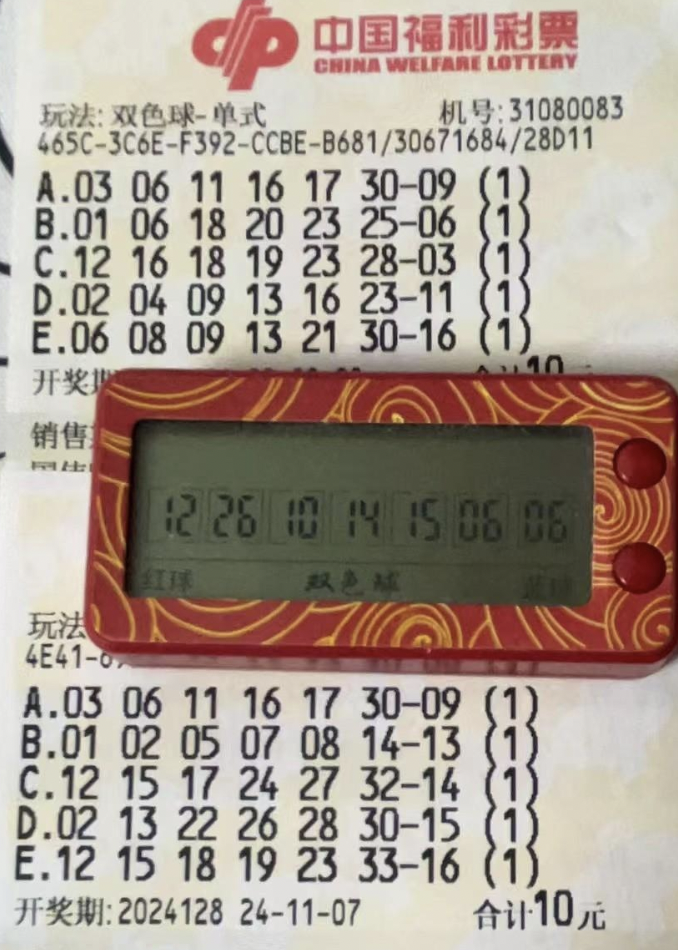 中国福利彩票
CHINA WELFARE LOTTERY
玩法: 双色球-单式 机号:31080083
465C-3C6E-F392-CCBE-B681/30671684/28D11
A.03 06 11 16 17 30-09 (1)
B.01 06 18 20 23 25-06 (1)
C.12 16 18 19 23 28-03 (1)
D.02 04 09 13 16 23-11 (1)
E.06 08 09 13 21 30-16 (1)
开奖期 合计10元
销售
12 26 10 14 15 06 06
红球 双色球 蓝球
玩法
4E41-6
A.03 06 11 16 17 30-09 (1)
B.01 02 05 07 08 14-13 (1)
C.12 15 17 24 27 32-14 (1)
D.02 13 22 26 28 30-15 (1)
E.12 15 18 19 23 33-16 (1)
开奖期:2024128 24-11-07 合计10元